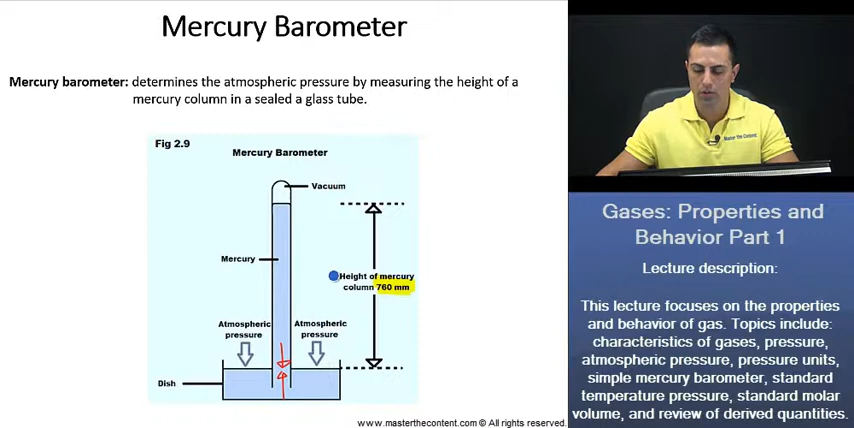 Mercury Barometer
Mercury barometer: determines the atmospheric pressure by measuring the height of a
mercury column in a sealed a glass tube.
Fig 2.9
Mercury Barometer
Vacuum
Mercury
Height of mercury
column 760 mm
Atmospheric
pressure
Atmospheric
pressure
Dish
www.masterthecontent.com © All rights reserved.
Master The Content
Gases: Properties and
Behavior Part 1
Lecture description:
This lecture focuses on the properties
and behavior of gas. Topics include:
characteristics of gases, pressure,
atmospheric pressure, pressure units,
simple mercury barometer, standard
temperature pressure, standard molar
volume, and review of derived quantities.